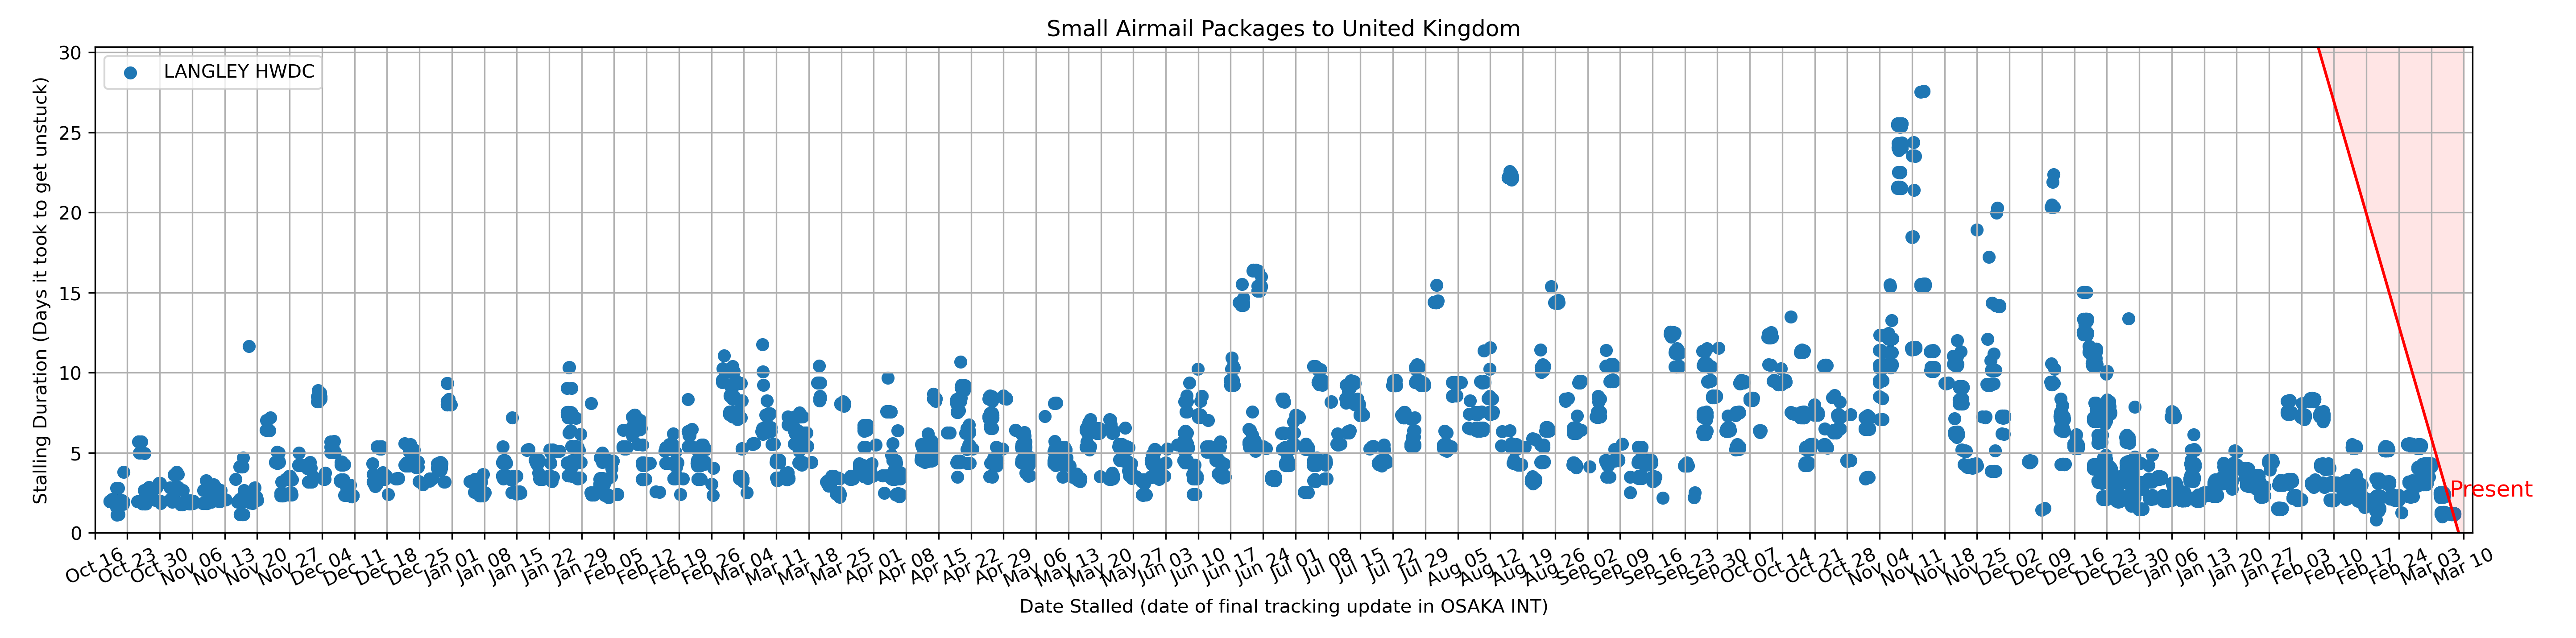 Small Airmail Packages to United Kingdom
LANGLEY HWDC
Stalling Duration (Days it took to get unstuck)
30
25
20
15
10
5
0
Present
Oct 16
Oct 23
Oct 30
Nov 06
Nov 13
Nov 20
Nov 27
Dec 04
Dec 11
Dec 18
Dec 25
Jan 01
Jan 08
Jan 15
Jan 22
Jan 29
Feb 05
Feb 12
Feb 19
Feb 26
Mar 04
Mar 11
Mar 18
Mar 25
Apr 01
Apr 08
Apr 15
Apr 22
Apr 29
May 06
May 13
May 20
May 27
Jun 03
Jun 10
Jun 17
Jun 24
Jul 01
Jul 08
Jul 15
Jul 22
Jul 29
Aug 05
Aug 12
Aug 19
Aug 26
Sep 02
Sep 09
Sep 16
Sep 23
Sep 30
Oct 07
Oct 14
Oct 21
Oct 28
Nov 04
Nov 11
Nov 18
Nov 25
Dec 02
Dec 09
Dec 16
Dec 23
Dec 30
Jan 06
Jan 13
Jan 20
Jan 27
Feb 03
Feb 10
Feb 17
Feb 24
Mar 03
Mar 10
Date Stalled (date of final tracking update in OSAKA INT)